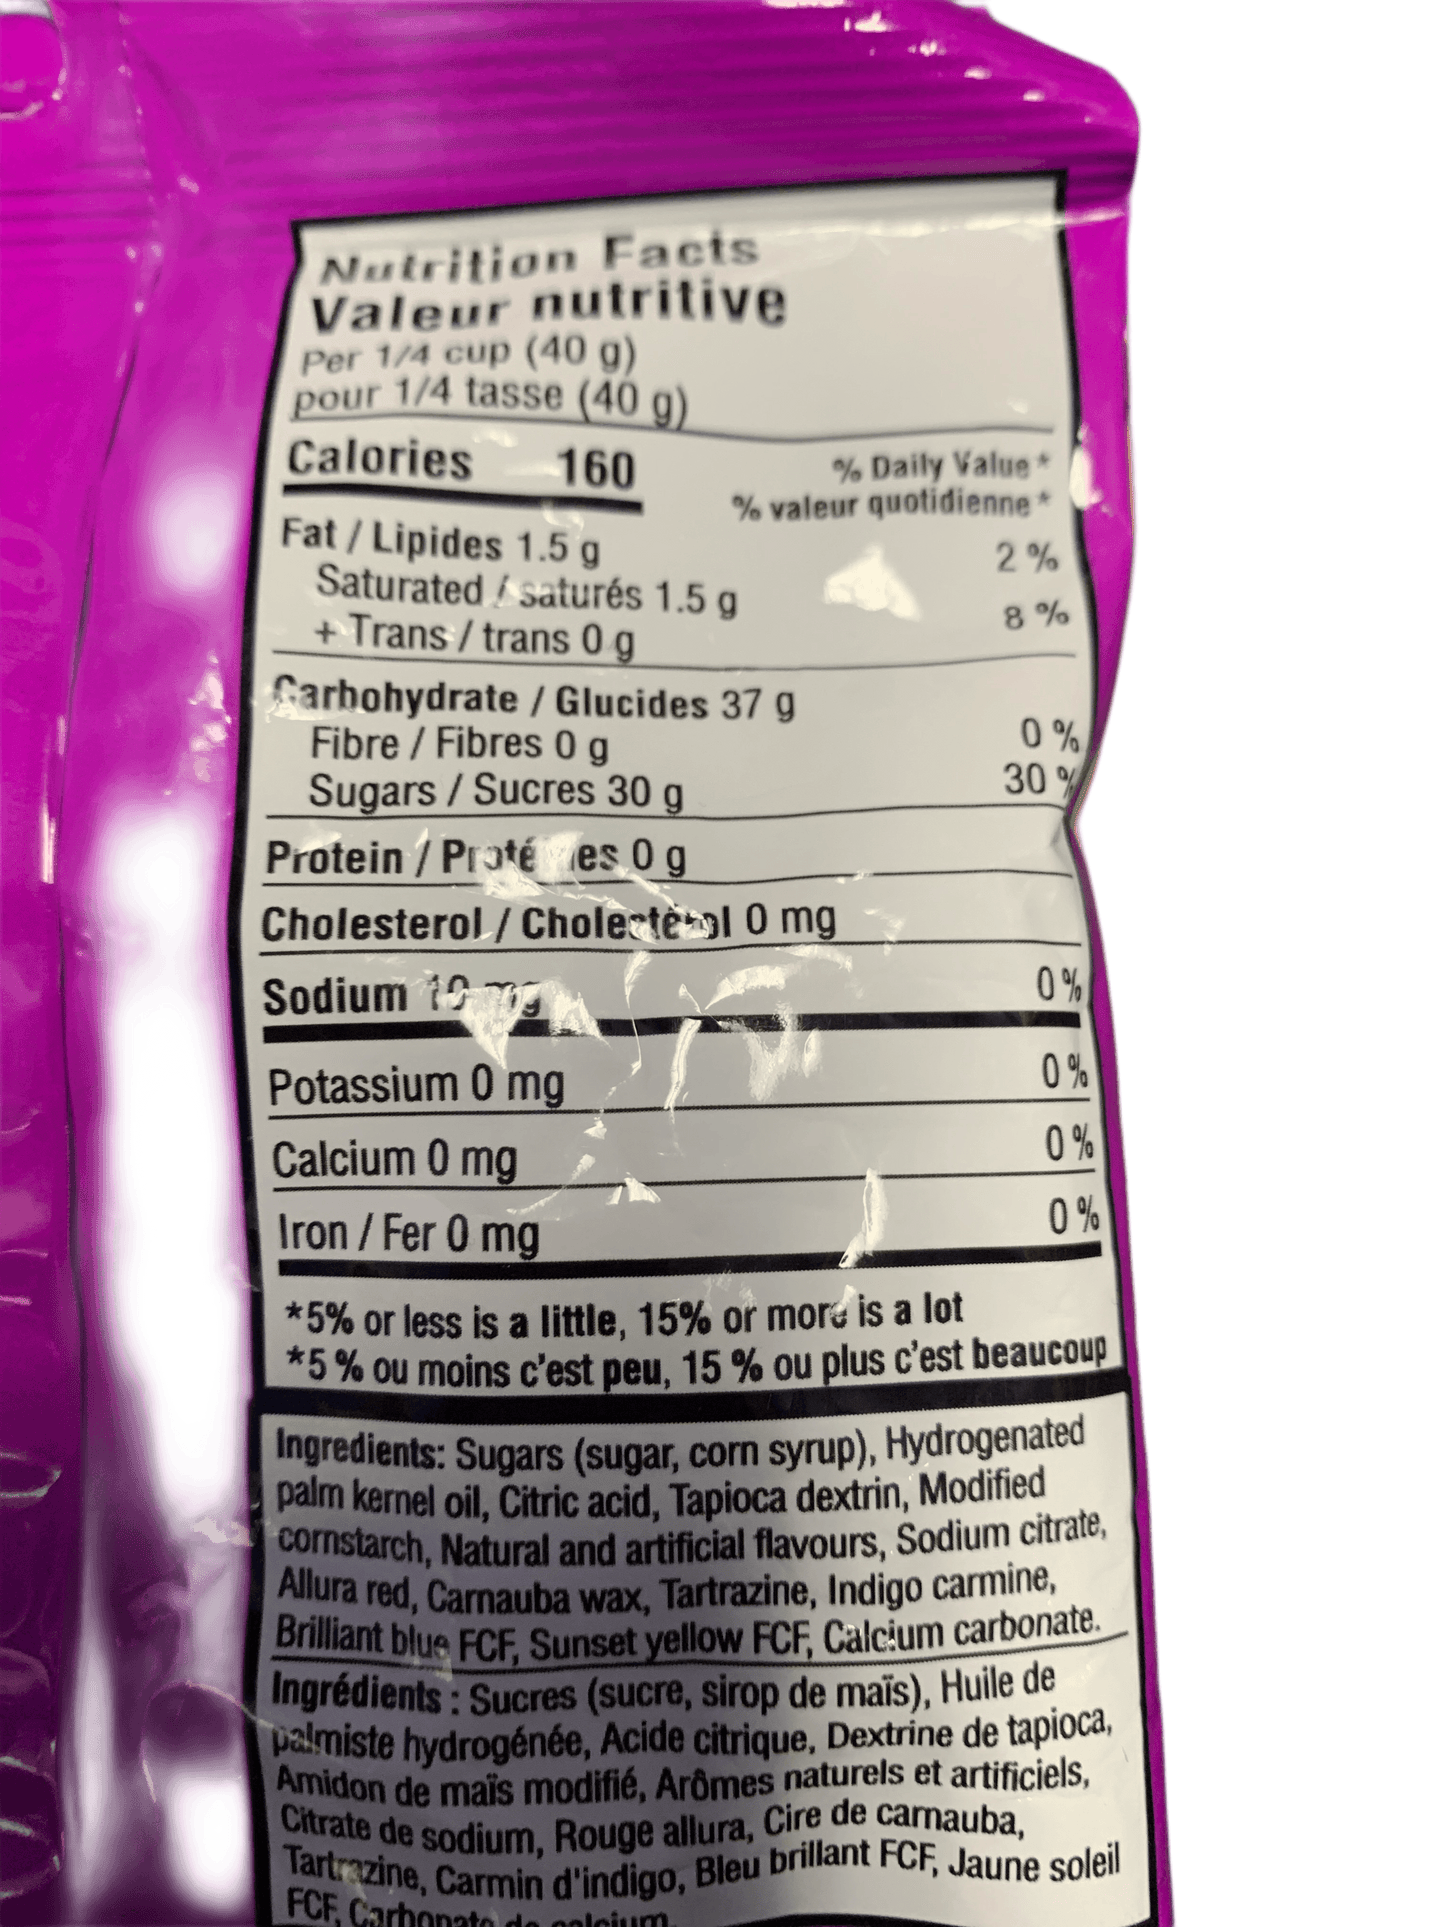 Nutrition Facts
Valeur nutritive
Per 1/4 cup (40 g)
pour 1/4 tasse (40 g)
Calories 160
% Daily Value*
% valeur quotidienne*
Fat / Lipides 1.5 g 2 %
Saturated / saturés 1.5 g
+ Trans / trans 0 g 8 %
Carbohydrate / Glucides 37 g
Fibre / Fibres 0 g 0 %
Sugars / Sucres 30 g 30 %
Protein / Protéines 0 g
Cholesterol / Cholestérol 0 mg
Sodium 10 mg 0 %
Potassium 0 mg 0 %
Calcium 0 mg 0 %
Iron / Fer 0 mg 0 %
*5% or less is a little, 15% or more is a lot
*5 % ou moins c'est peu, 15 % ou plus c'est beaucoup
Ingredients: Sugars (sugar, corn syrup), Hydrogenated
palm kernel oil, Citric acid, Tapioca dextrin, Modified
cornstarch, Natural and artificial flavours, Sodium citrate,
Allura red, Carnauba wax, Tartrazine, Indigo carmine,
Brilliant blue FCF, Sunset yellow FCF, Calcium carbonate.
Ingrédients : Sucres (sucre, sirop de maïs), Huile de
palmiste hydrogénée, Acide citrique, Dextrine de tapioca,
Amidon de maïs modifié, Arômes naturels et artificiels,
Citrate de sodium, Rouge allura, Cire de carnauba,
Tartrazine, Carmin d'indigo, Bleu brillant FCF, Jaune soleil
FCF, Carbonate de calcium.